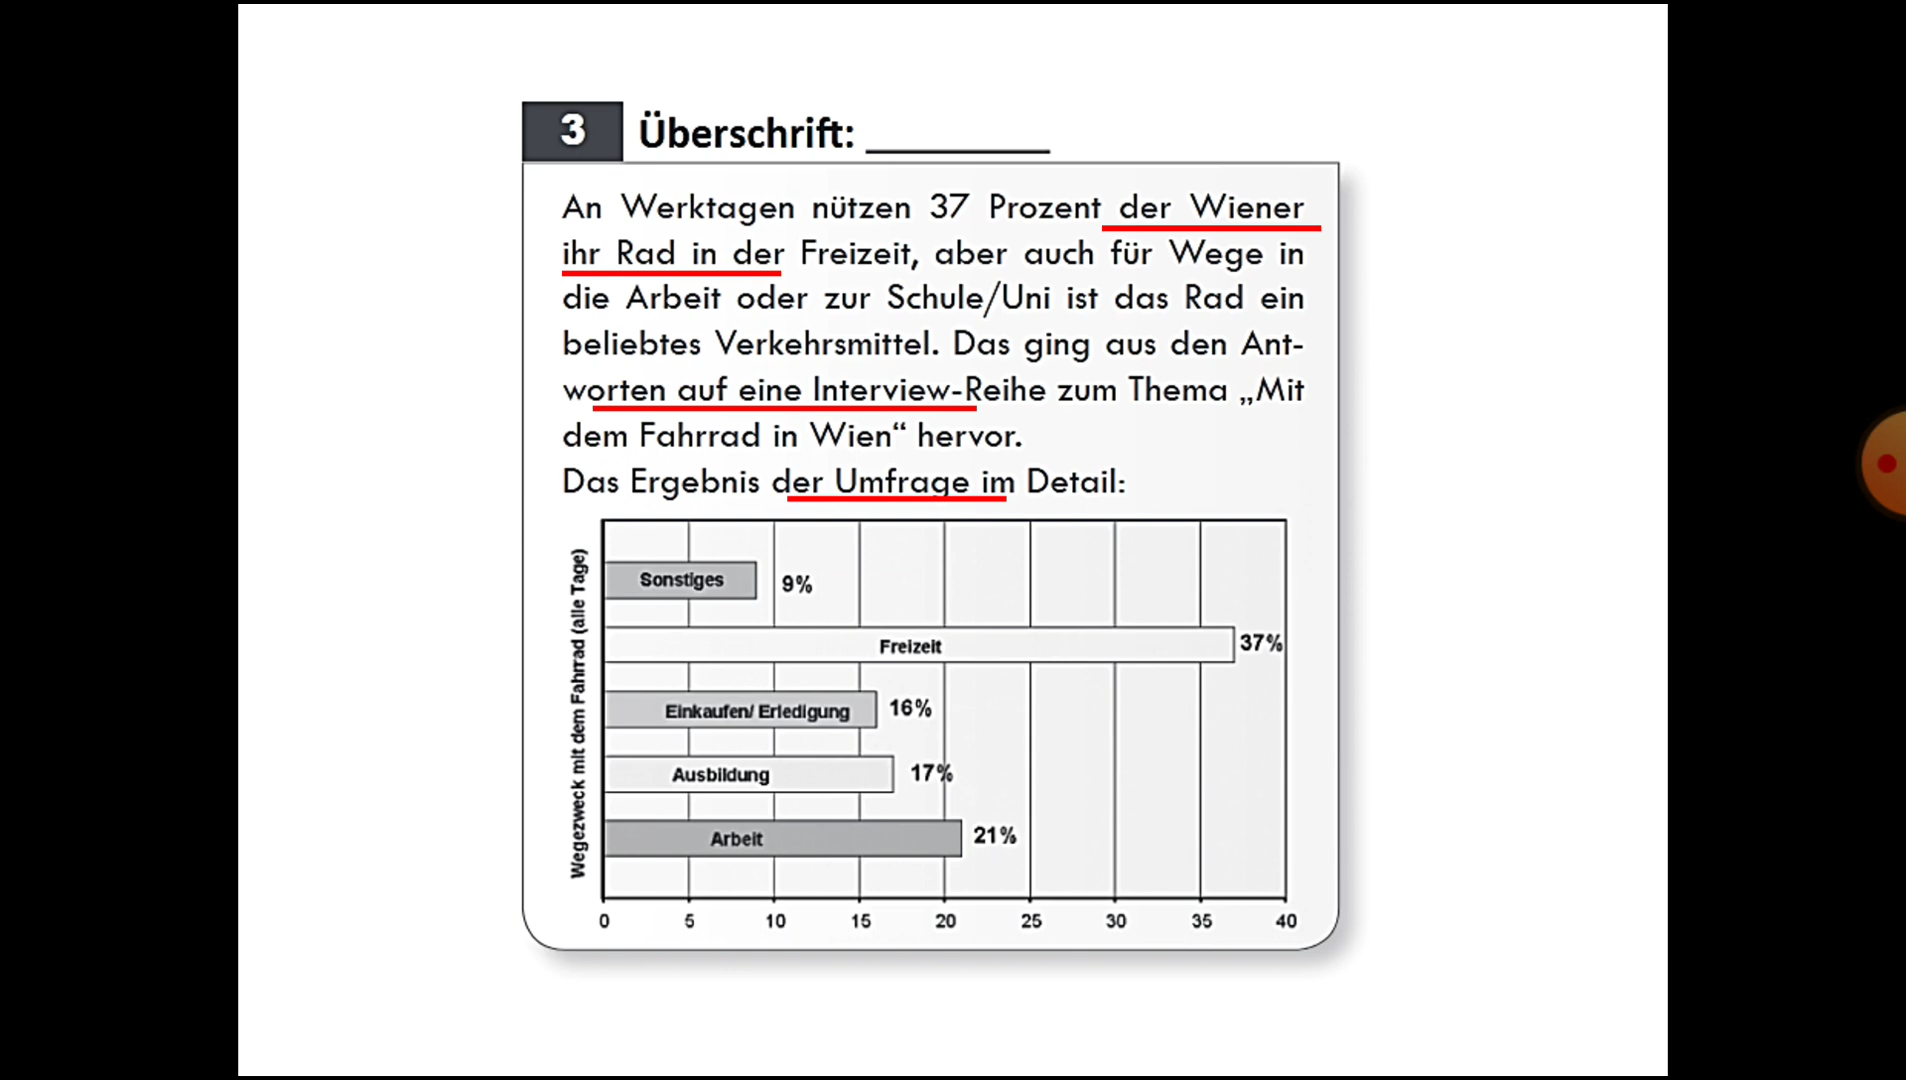 3 Überschrift: ________
An Werktagen nützen 37 Prozent der Wiener
ihr Rad in der Freizeit, aber auch für Wege in
die Arbeit oder zur Schule/Uni ist das Rad ein
beliebtes Verkehrsmittel. Das ging aus den Ant-
worten auf eine Interview-Reihe zum Thema „Mit
dem Fahrrad in Wien“ hervor.
Das Ergebnis der Umfrage im Detail:
Wegezweck mit dem Fahrrad (alle Tage)
Sonstiges 9%
Freizeit 37%
Einkaufen/ Erledigung 16%
Ausbildung 17%
Arbeit 21%
0 5 10 15 20 25 30 35 40